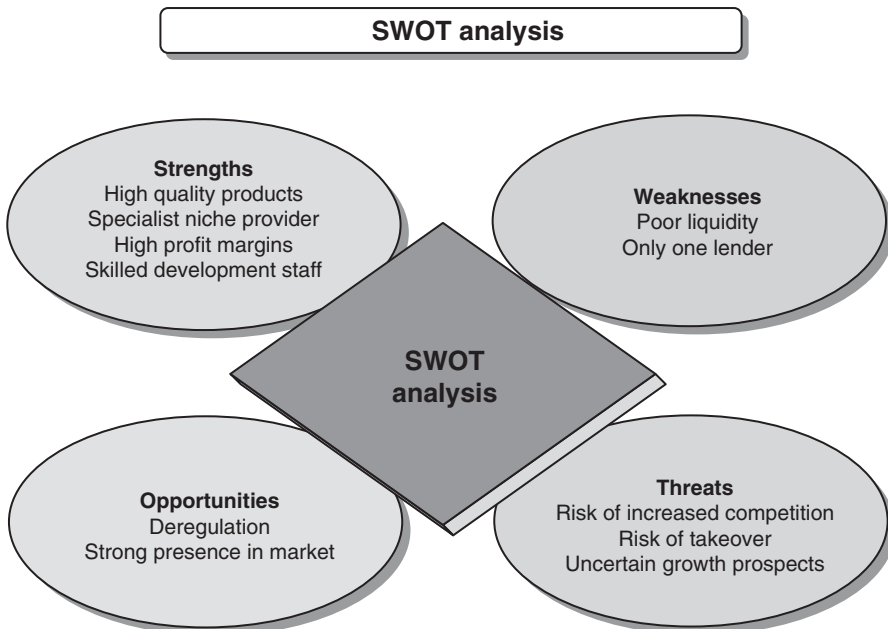 SWOT analysis
Strengths
High quality products
Specialist niche provider
High profit margins
Skilled development staff
Weaknesses
Poor liquidity
Only one lender
SWOT
analysis
Opportunities
Deregulation
Strong presence in market
Threats
Risk of increased competition
Risk of takeover
Uncertain growth prospects